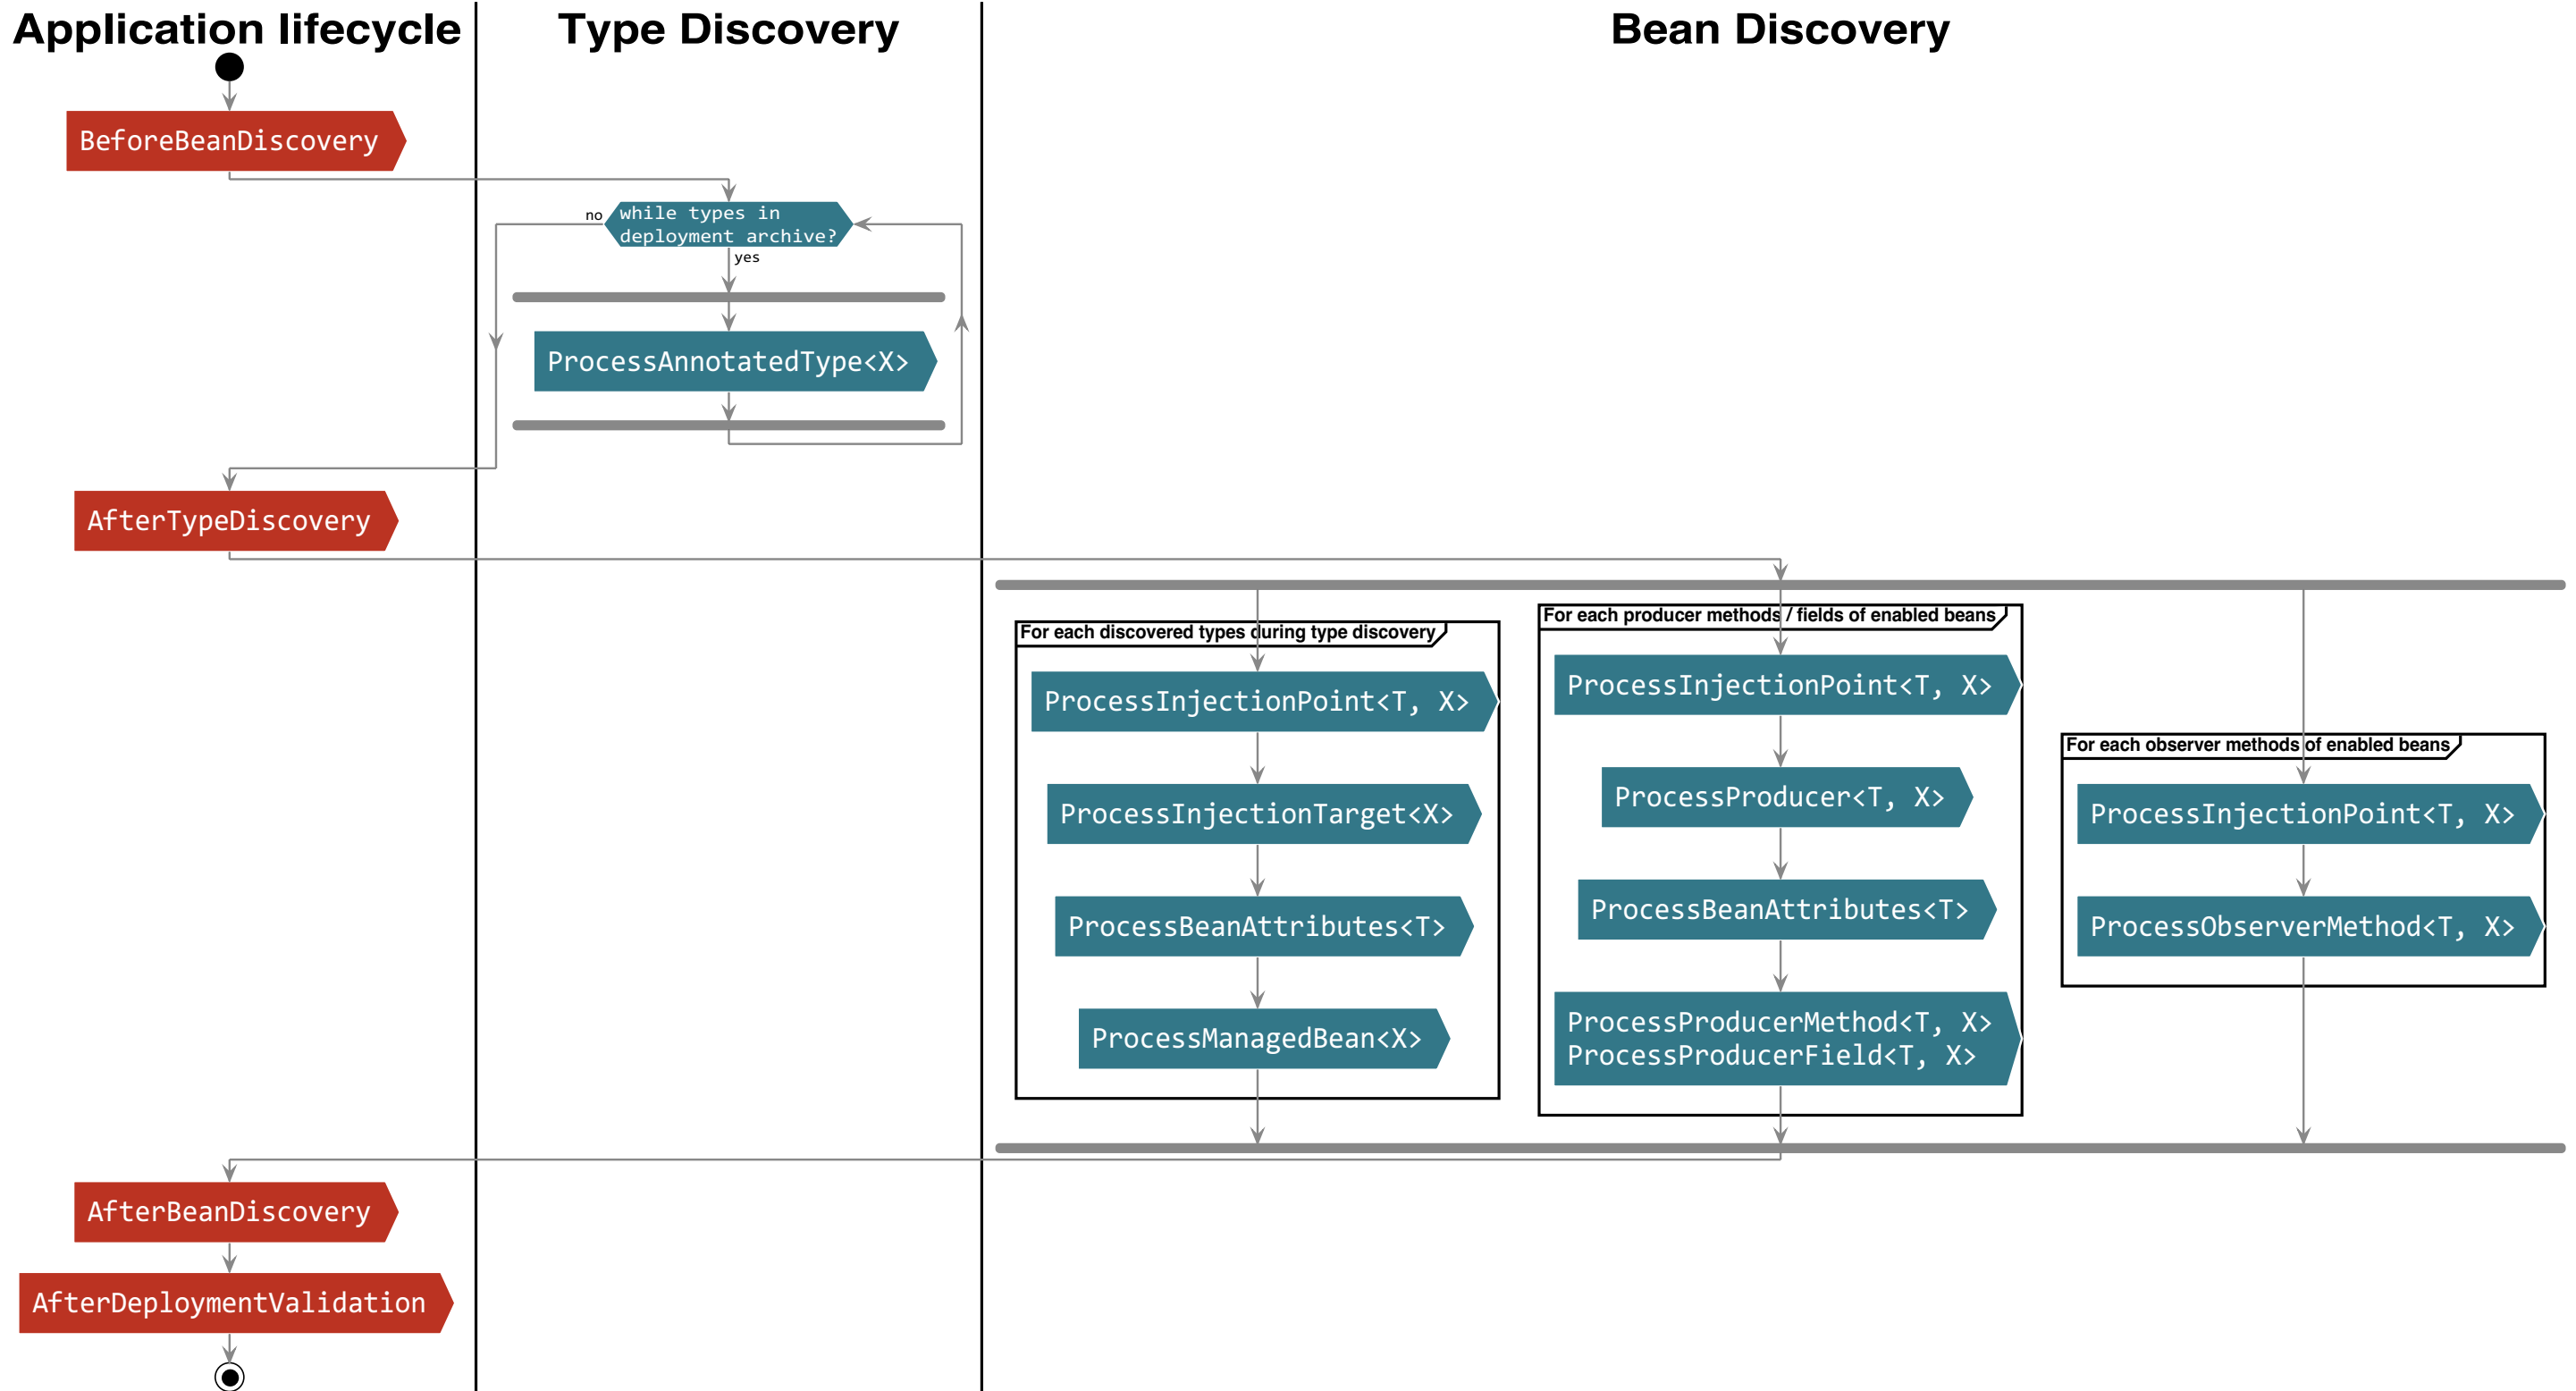 Application lifecycle
Type Discovery
Bean Discovery
BeforeBeanDiscovery
no
while types in
deployment archive?
yes
ProcessAnnotatedType<X>
AfterTypeDiscovery
For each discovered types during type discovery
ProcessInjectionPoint<T, X>
ProcessInjectionTarget<X>
ProcessBeanAttributes<T>
ProcessManagedBean<X>
For each producer methods / fields of enabled beans
ProcessInjectionPoint<T, X>
ProcessProducer<T, X>
ProcessBeanAttributes<T>
ProcessProducerMethod<T, X>
ProcessProducerField<T, X>
For each observer methods of enabled beans
ProcessInjectionPoint<T, X>
ProcessObserverMethod<T, X>
AfterBeanDiscovery
AfterDeploymentValidation